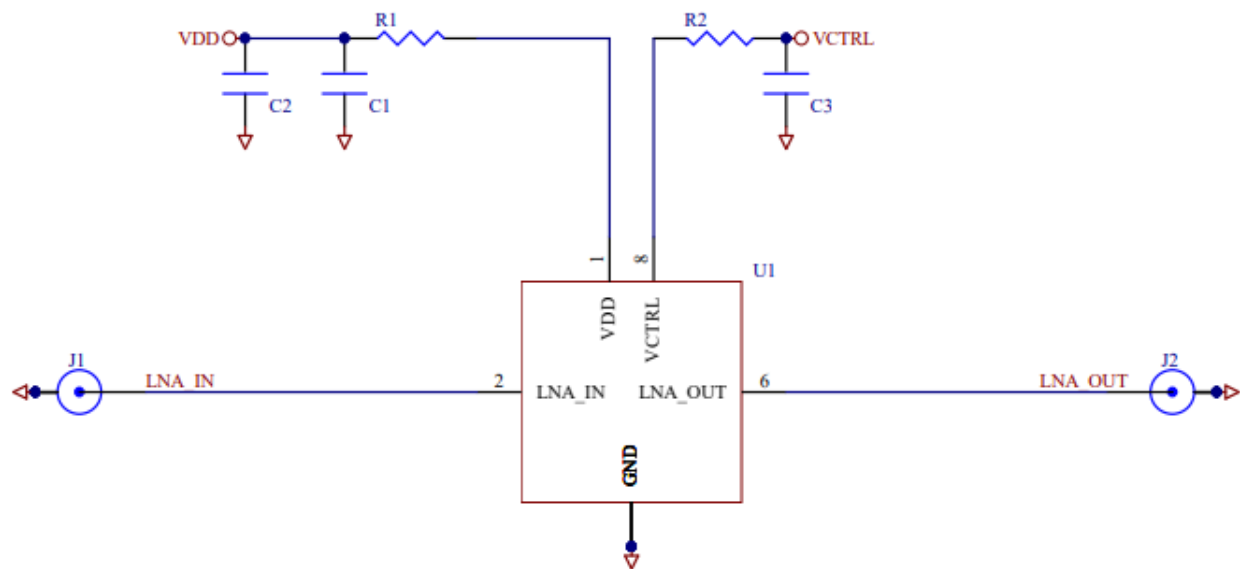 R1
R2
VDD
VCTRL
C2
C1
C3
1
8
U1
VDD
VCTRL
J1
LNA_IN
2
LNA_IN
LNA_OUT
6
LNA_OUT
J2
GND